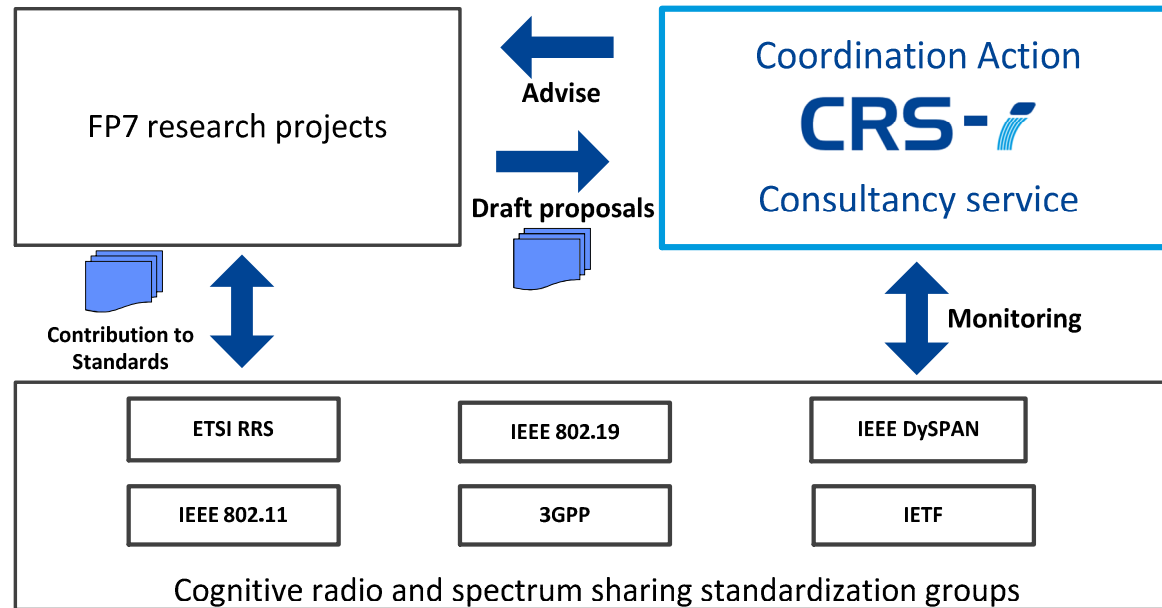 FP7 research projects
Advise
Draft proposals
Coordination Action
CRS-i
Consultancy service
Contribution to
Standards
Monitoring
ETSI RRS
IEEE 802.19
IEEE DySPAN
IEEE 802.11
3GPP
IETF
Cognitive radio and spectrum sharing standardization groups